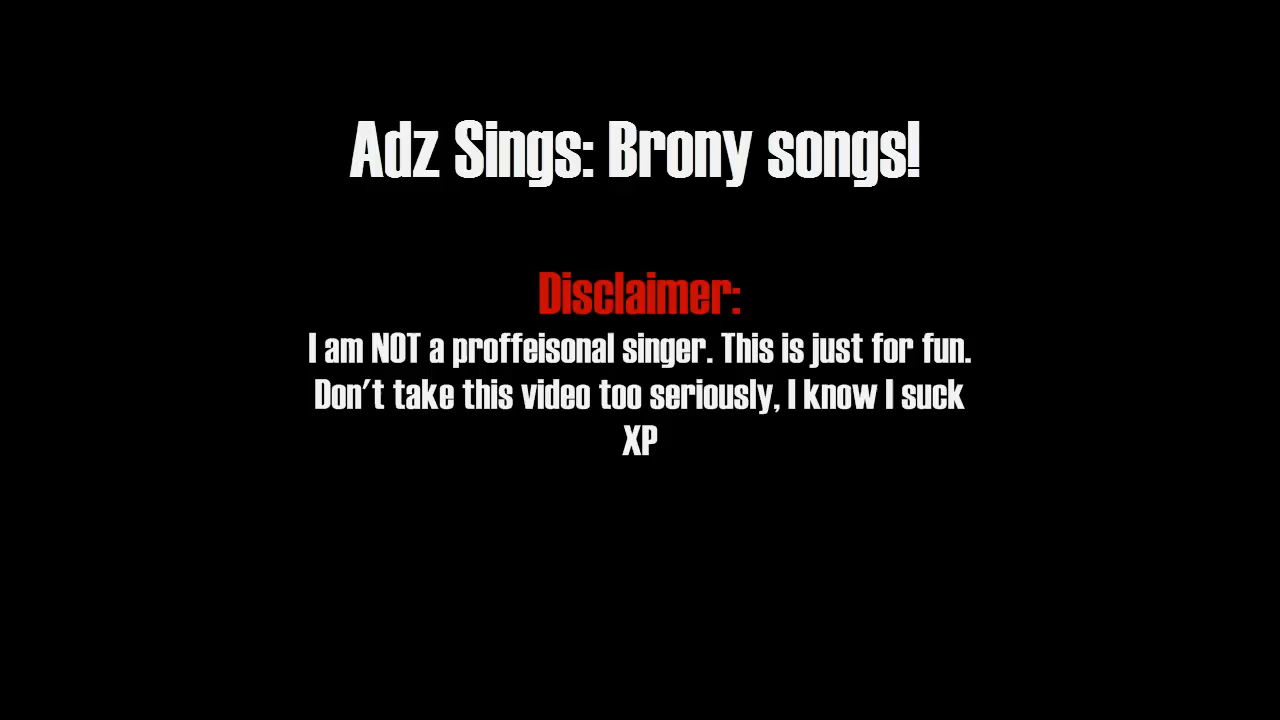 Adz Sings: Brony songs!
Disclaimer:
I am NOT a proffeisonal singer. This is just for fun.
Don't take this video too seriously, I know I suck
XP